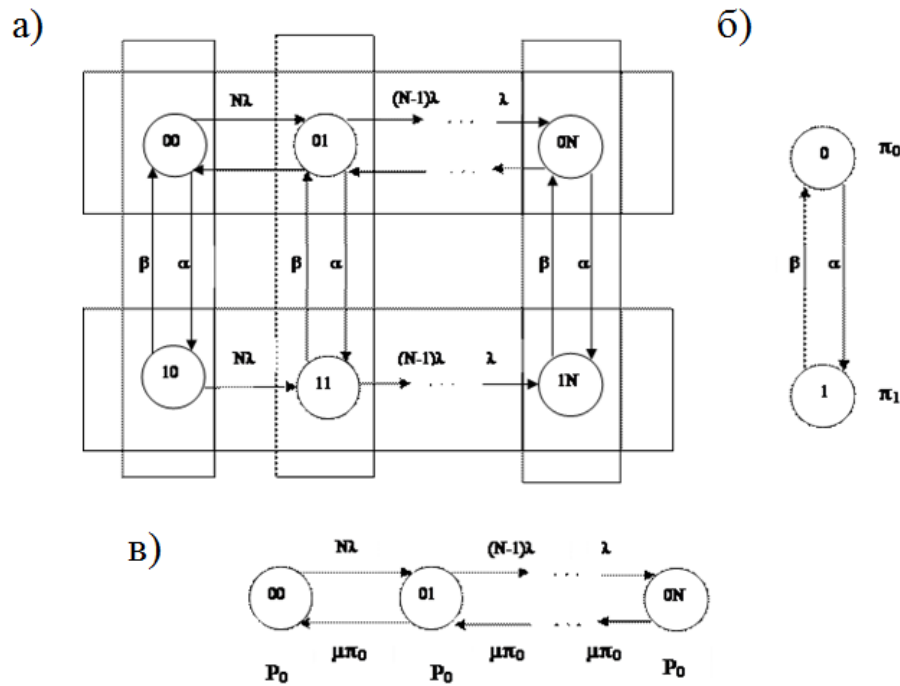 а)
б)
Nλ
(N-1)λ
λ
00
01
...
0N
0
π₀
...
β
α
β
α
β
α
β
α
10
Nλ
11
(N-1)λ
...
λ
1N
1
π₁
в)
Nλ
(N-1)λ
...
λ
00
01
0N
...
μπ₀
μπ₀
μπ₀
P₀
P₀
P₀